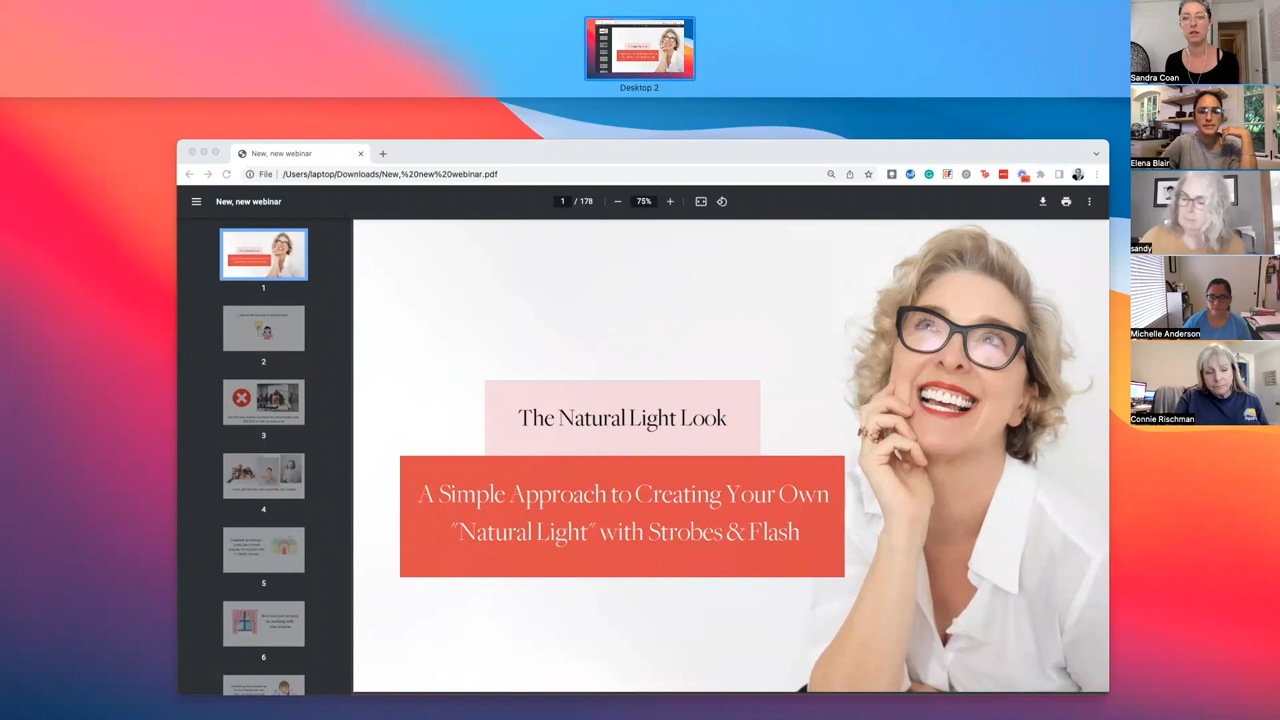 Desktop 2
New, new webinar
File
/Users/laptop/Downloads/New,%20new%20webinar.pdf
New, new webinar
1 / 178
75%
1
2
3
4
5
6
The Natural Light Look
A Simple Approach to Creating Your Own
"Natural Light" with Strobes & Flash
Sandra Coan
Elena Blair
sandy
Michelle Anderson
Connie Rischman